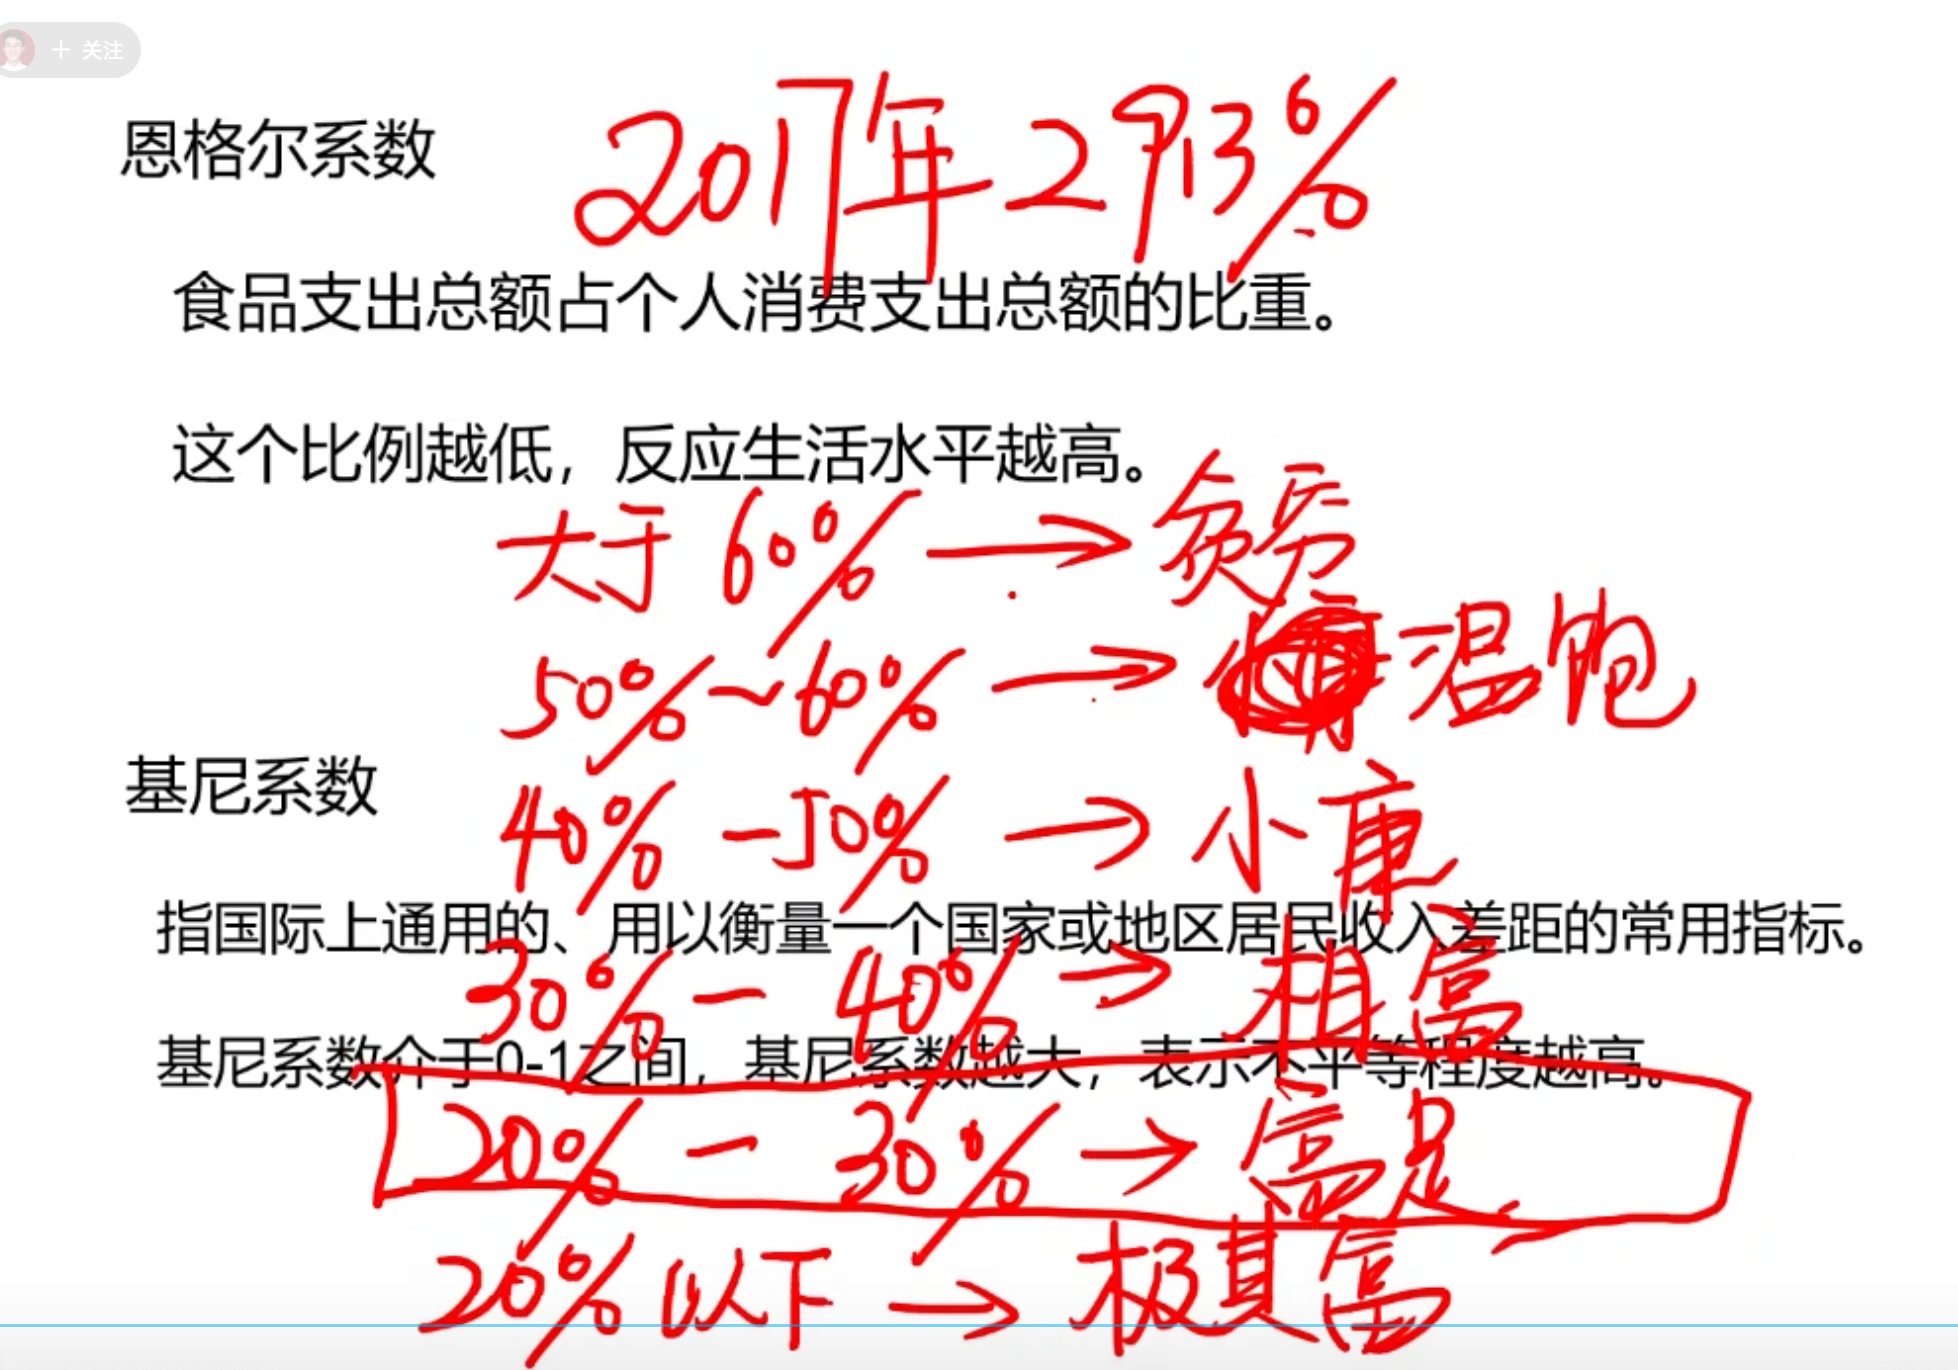 + 关注
恩格尔系数
2017年 29.3%
食品支出总额占个人消费支出总额的比重。
这个比例越低，反应生活水平越高。
大于60% → 贫穷
50%~60% → 温饱
基尼系数
40% - 50% → 小康
指国际上通用的、用以衡量一个国家或地区居民收入差距的常用指标。
30% - 40% → 相富
基尼系数介于0-1之间，基尼系数越大，表示不平等程度越高。
20% - 30% → 富足
20%以下 → 极其富